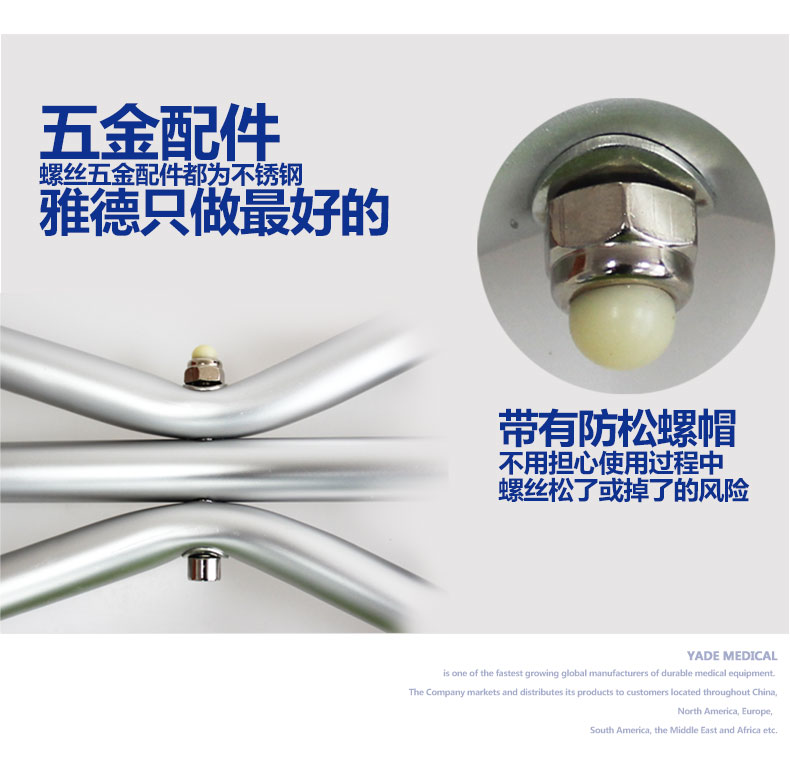 五金配件
螺丝五金配件都为不锈钢
雅德只做最好的
带有防松螺帽
不用担心使用过程中
螺丝松了或掉了的风险
YADE MEDICAL
is one of the fastest growing global manufacturers of durable medical equipment.
The Company markets and distributes its products to customers located throughout China,
North America, Europe,
South America, the Middle East and Africa etc.